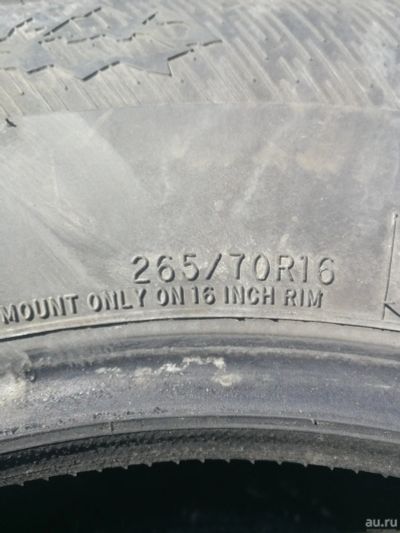 265/70R16
MOUNT ONLY ON 16 INCH RIM
au.ru